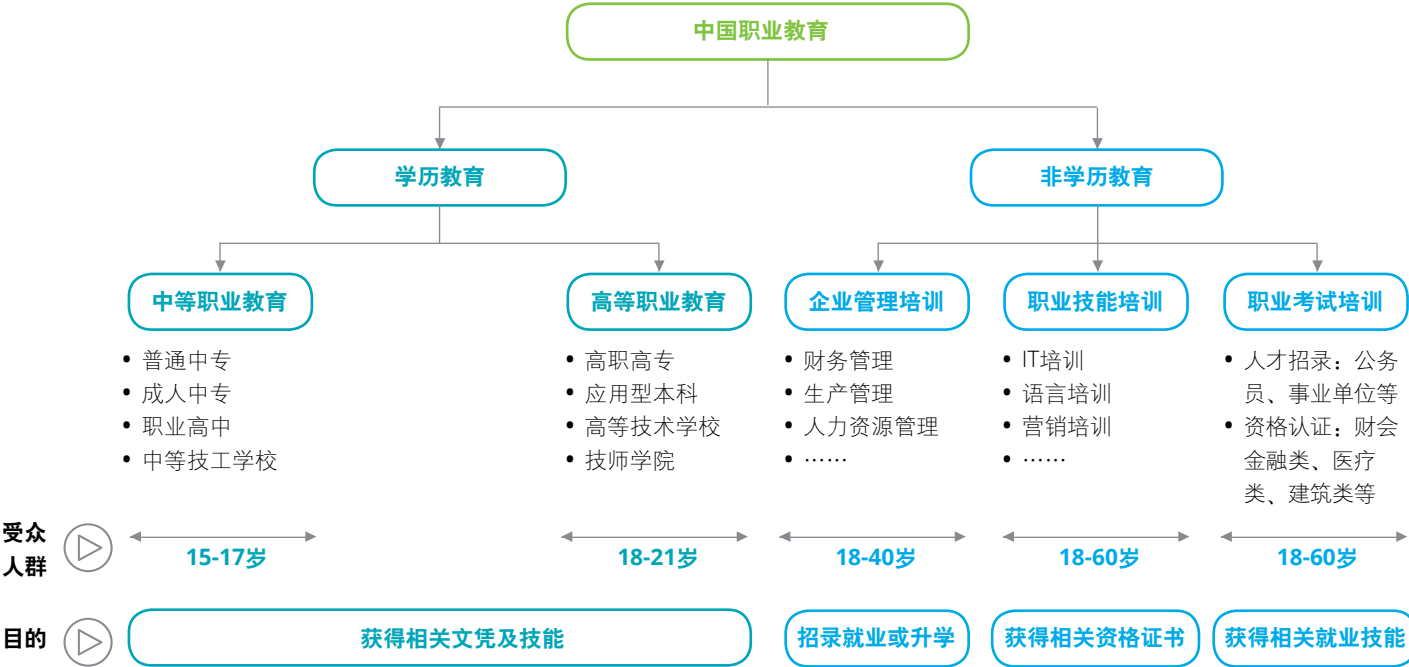 中国职业教育
学历教育
非学历教育
中等职业教育
高等职业教育
企业管理培训
职业技能培训
职业考试培训
• 普通中专
• 成人中专
• 职业高中
• 中等技工学校
• 高职高专
• 应用型本科
• 高等技术学校
• 技师学院
• 财务管理
• 生产管理
• 人力资源管理
• ……
• IT培训
• 语言培训
• 营销培训
• ……
• 人才招录：公务
员、事业单位等
• 资格认证：财会
金融类、医疗
类、建筑类等
受众
人群
15-17岁
18-21岁
18-40岁
18-60岁
18-60岁
目的
获得相关文凭及技能
招录就业或升学
获得相关资格证书
获得相关就业技能